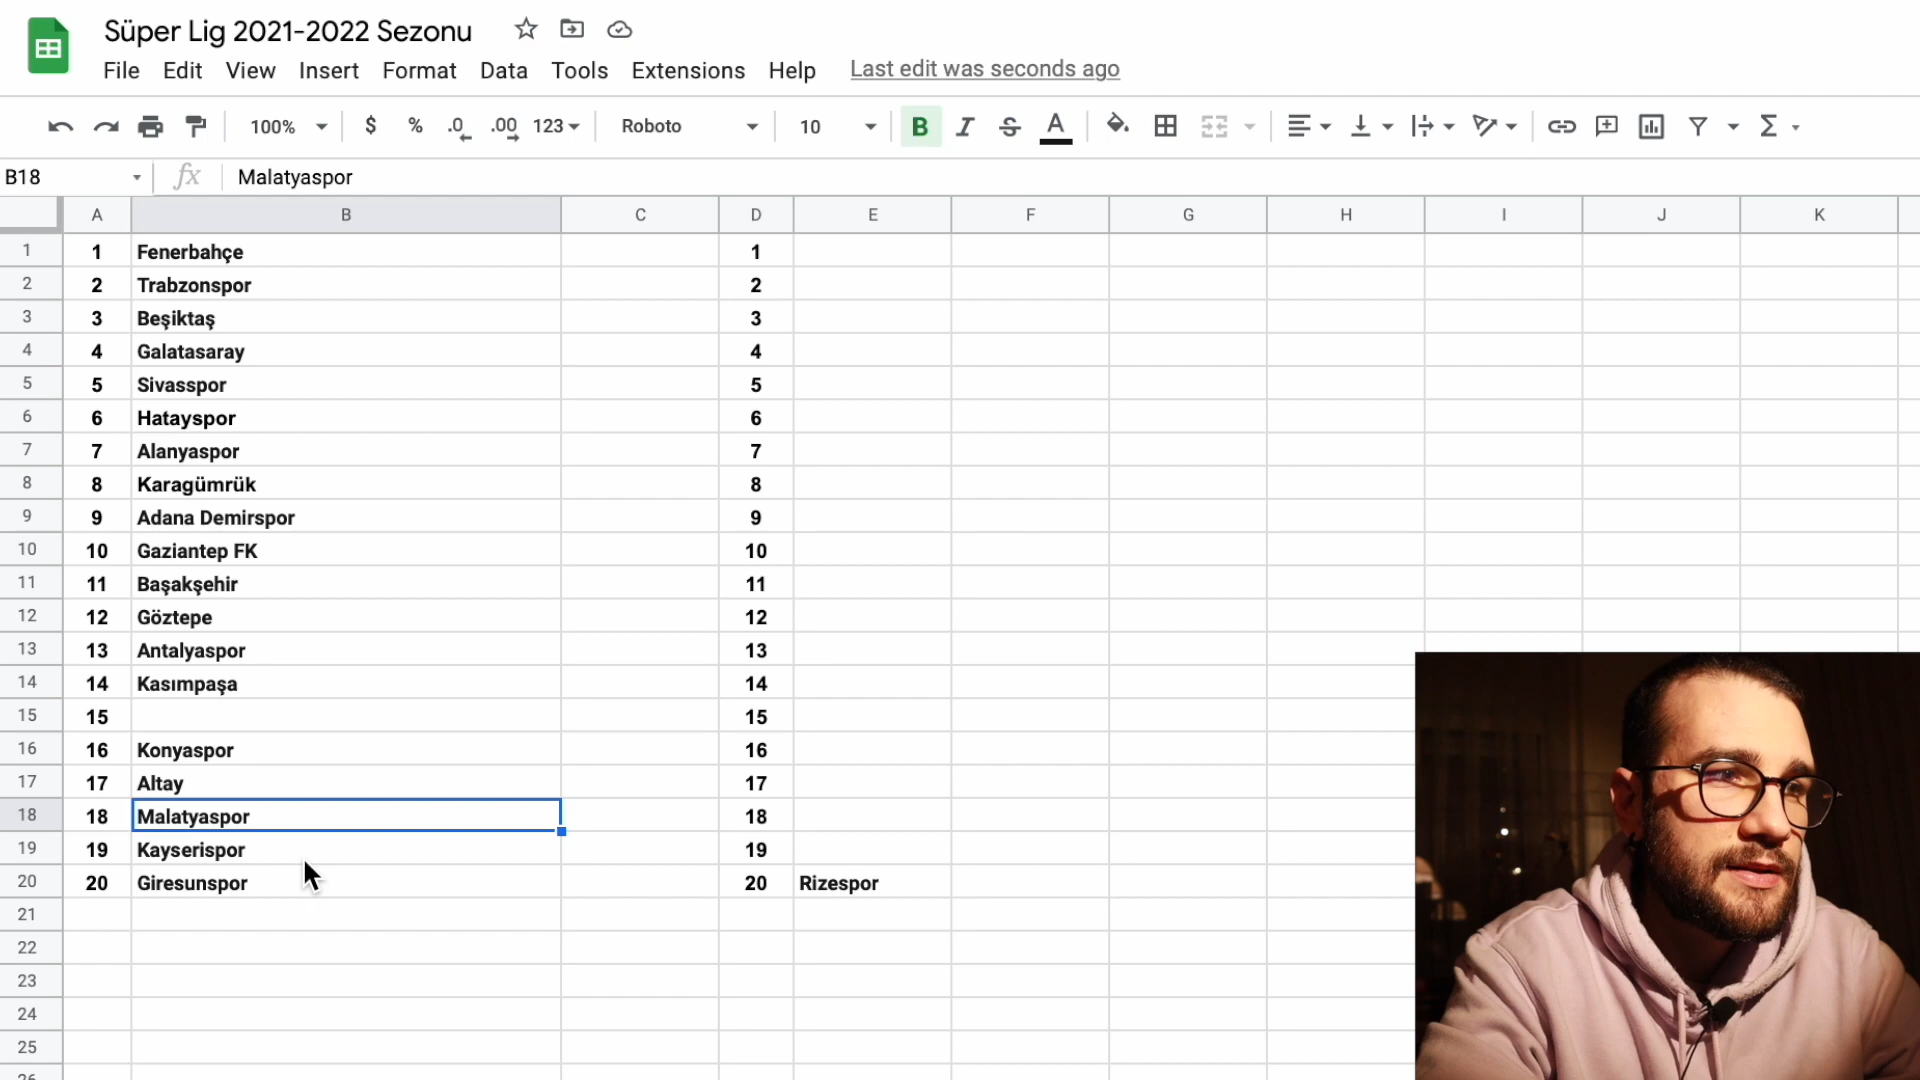 Süper Lig 2021-2022 Sezonu
File Edit View Insert Format Data Tools Extensions Help Last edit was seconds ago
100% $ % .0 .00 123 Roboto 10 B I S A Σ
B18 fx Malatyaspor
A B C D E F G H I J K
1 1 Fenerbahçe 1
2 2 Trabzonspor 2
3 3 Beşiktaş 3
4 4 Galatasaray 4
5 5 Sivasspor 5
6 6 Hatayspor 6
7 7 Alanyaspor 7
8 8 Karagümrük 8
9 9 Adana Demirspor 9
10 10 Gaziantep FK 10
11 11 Başakşehir 11
12 12 Göztepe 12
13 13 Antalyaspor 13
14 14 Kasımpaşa 14
15 15 15
16 16 Konyaspor 16
17 17 Altay 17
18 18 Malatyaspor 18
19 19 Kayserispor 19
20 20 Giresunspor 20 Rizespor
21
22
23
24
25
26